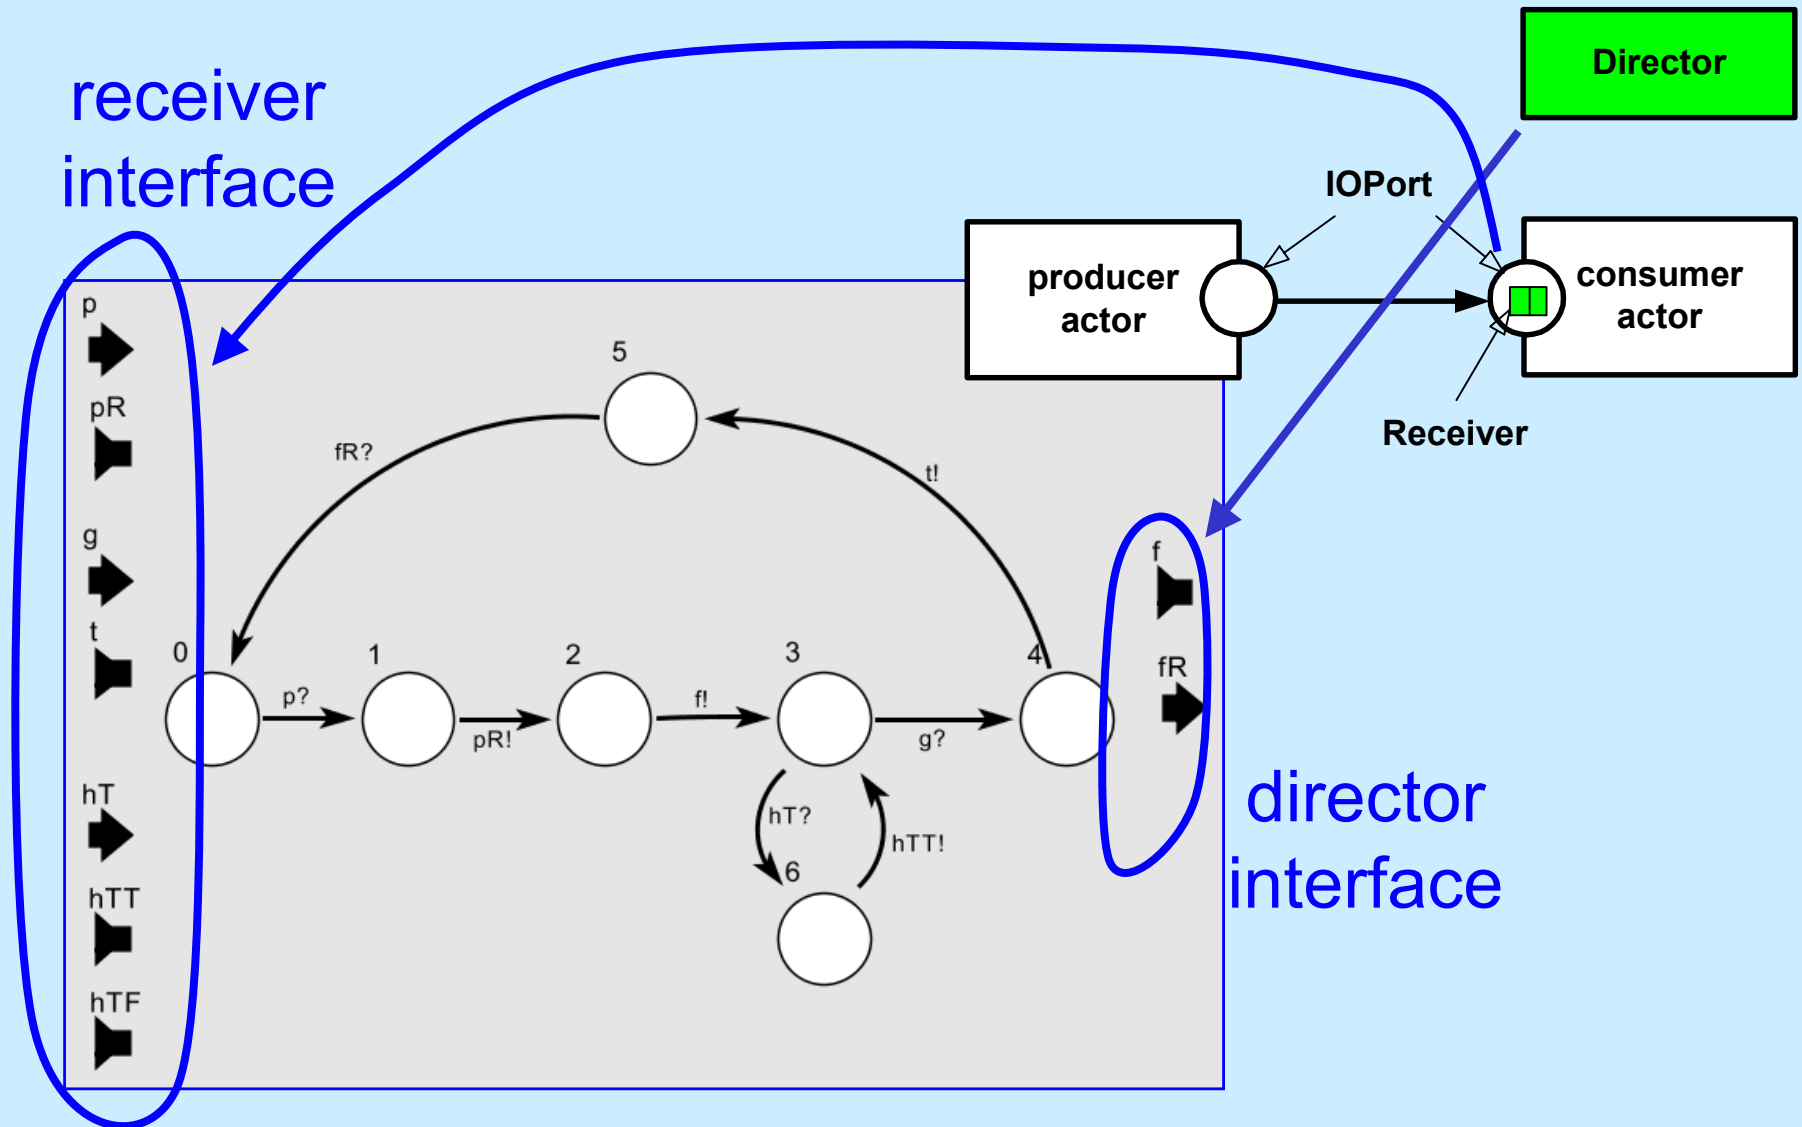 receiver
interface
Director
IOPort
producer
actor
consumer
actor
Receiver
p
pR
g
t
hT
hTT
hTF
5
fR?
t!
0
p?
1
pR!
2
f!
3
g?
4
hT?
hTT!
6
f
fR
director
interface